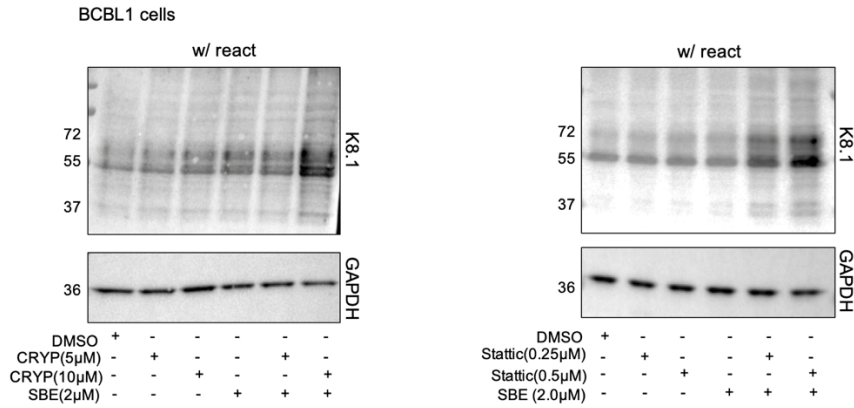 BCBL1 cells
w/ react
72
55
37
K8.1
36
GAPDH
DMSO + - - - - -
CRYP(5µM) - + - - + -
CRYP(10µM) - - + - - +
SBE(2µM) - - - + + +
w/ react
72
55
37
K8.1
36
GAPDH
DMSO + - - - - -
Stattic(0.25µM) - + - - + -
Stattic(0.5µM) - - + - - +
SBE (2.0µM) - - - + + +